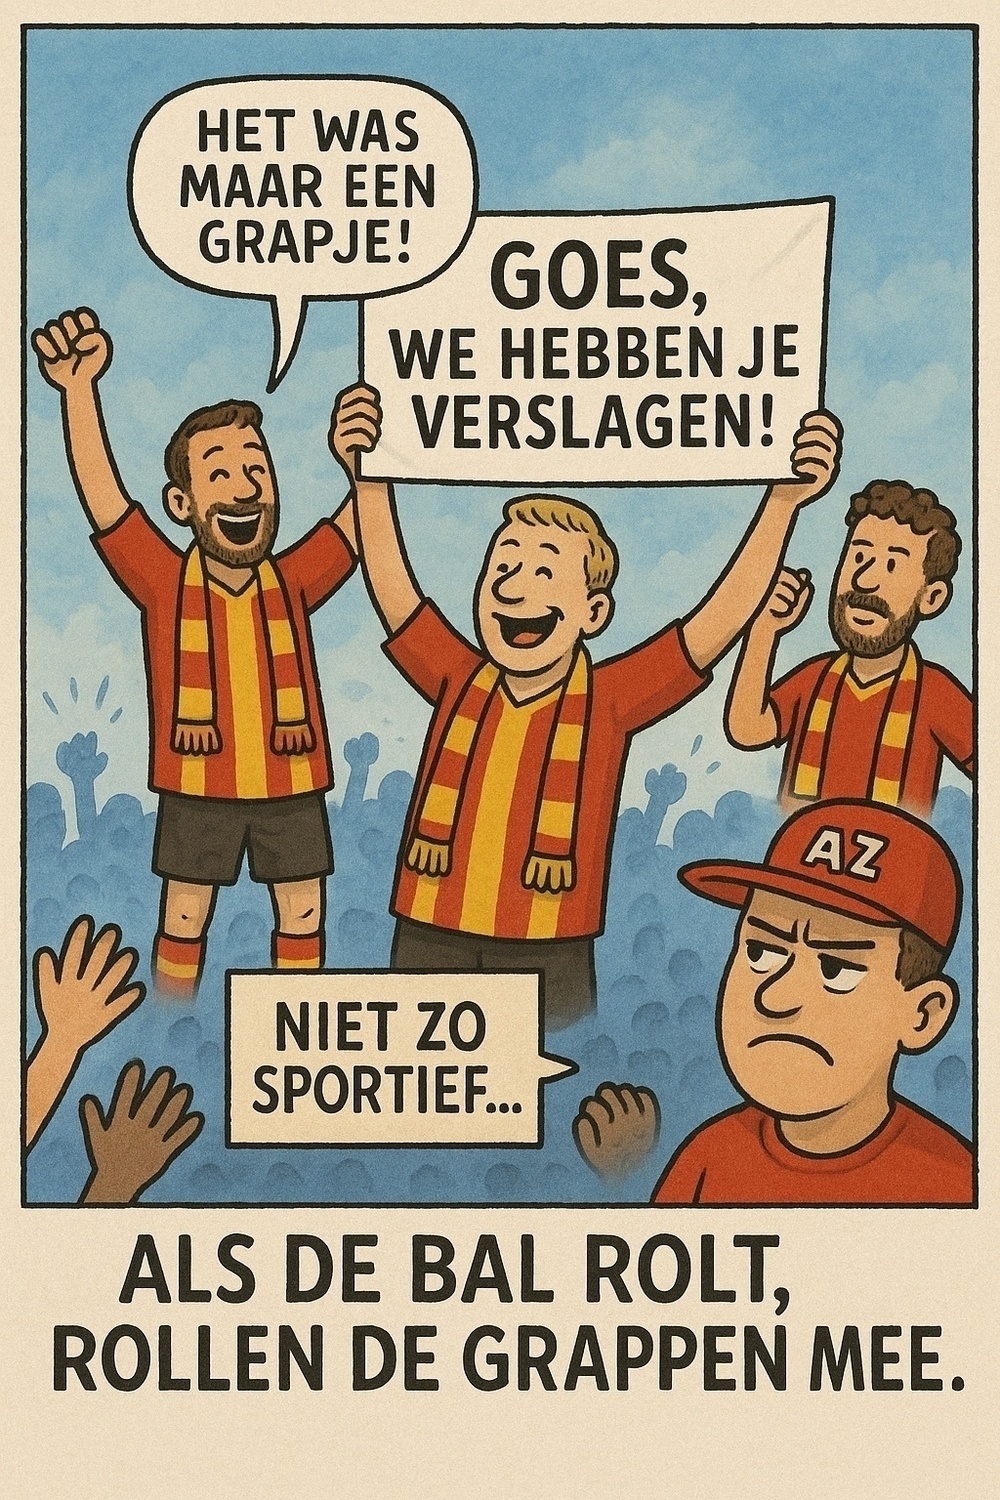 HET WAS
MAAR EEN
GRAPJE!
GOES,
WE HEBBEN JE
VERSLAGEN!
AZ
NIET ZO
SPORTIEF...
ALS DE BAL ROLT,
ROLLEN DE GRAPPEN MEE.